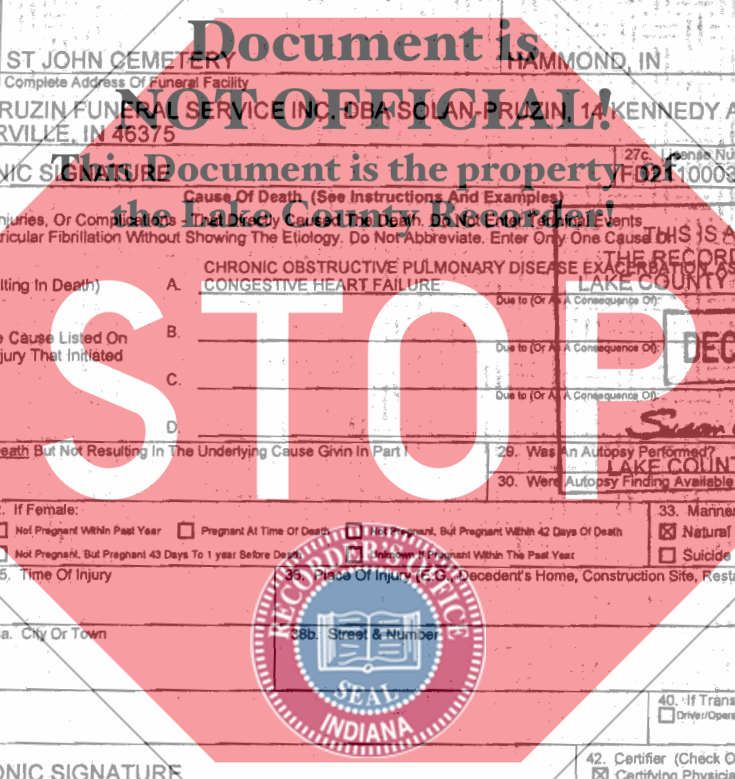 Document is
ST JOHN CEMETERY HAMMOND, IN
Complete Address Of Funeral Facility
NOT OFFICIAL!
RUZIN FUNERAL SERVICE INC. DBA SOLAN-PRUZIN, 14 KENNEDY A
RVILLE, IN 46375
This Document is the property of
27c.
NIC SIGNATURE
the Lake County Recorder!
Cause Of Death (See Instructions And Examples)
njuries, Or Complications - That Directly Caused The Death. Do Not Enter Terminal Events
ricular Fibrillation Without Showing The Etiology. Do Not Abbreviate. Enter Only One Cause On
THIS IS A
THE RECORD
LAKE COUNTY
CHRONIC OBSTRUCTIVE PULMONARY DISEASE EXACERBATION, AS
lting In Death) A. CONGESTIVE HEART FAILURE
Due to (Or As A Consequence Of):
STOP
e Cause Listed On B.
jury That Initiated
Due to (Or As A Consequence Of):
DEC
C.
Due to (Or As A Consequence Of):
D.
eath But Not Resulting In The Underlying Cause Givin In Part I
29. Was An Autopsy Performed?
LAKE COUN
30. Were Autopsy Finding Available
. If Female:
33. Manner
Not Pregnant Within Past Year Pregnant At Time Of Death Not Pregnant, But Pregnant Within 42 Days Of Death
Natural
Not Pregnant, But Pregnant 43 Days To 1 year Before Death Unknown If Pregnant Within The Past Year
Suicide
5. Time Of Injury 36. Place Of Injury (E.G., Decedent's Home, Construction Site, Resta
a. City Or Town 38b. Street & Number
RECORDER'S OFFICE
SEAL
INDIANA
40. If Trans
Driver/Opera
42. Certifier (Check O
ONIC SIGNATURE
Certifying Physicia